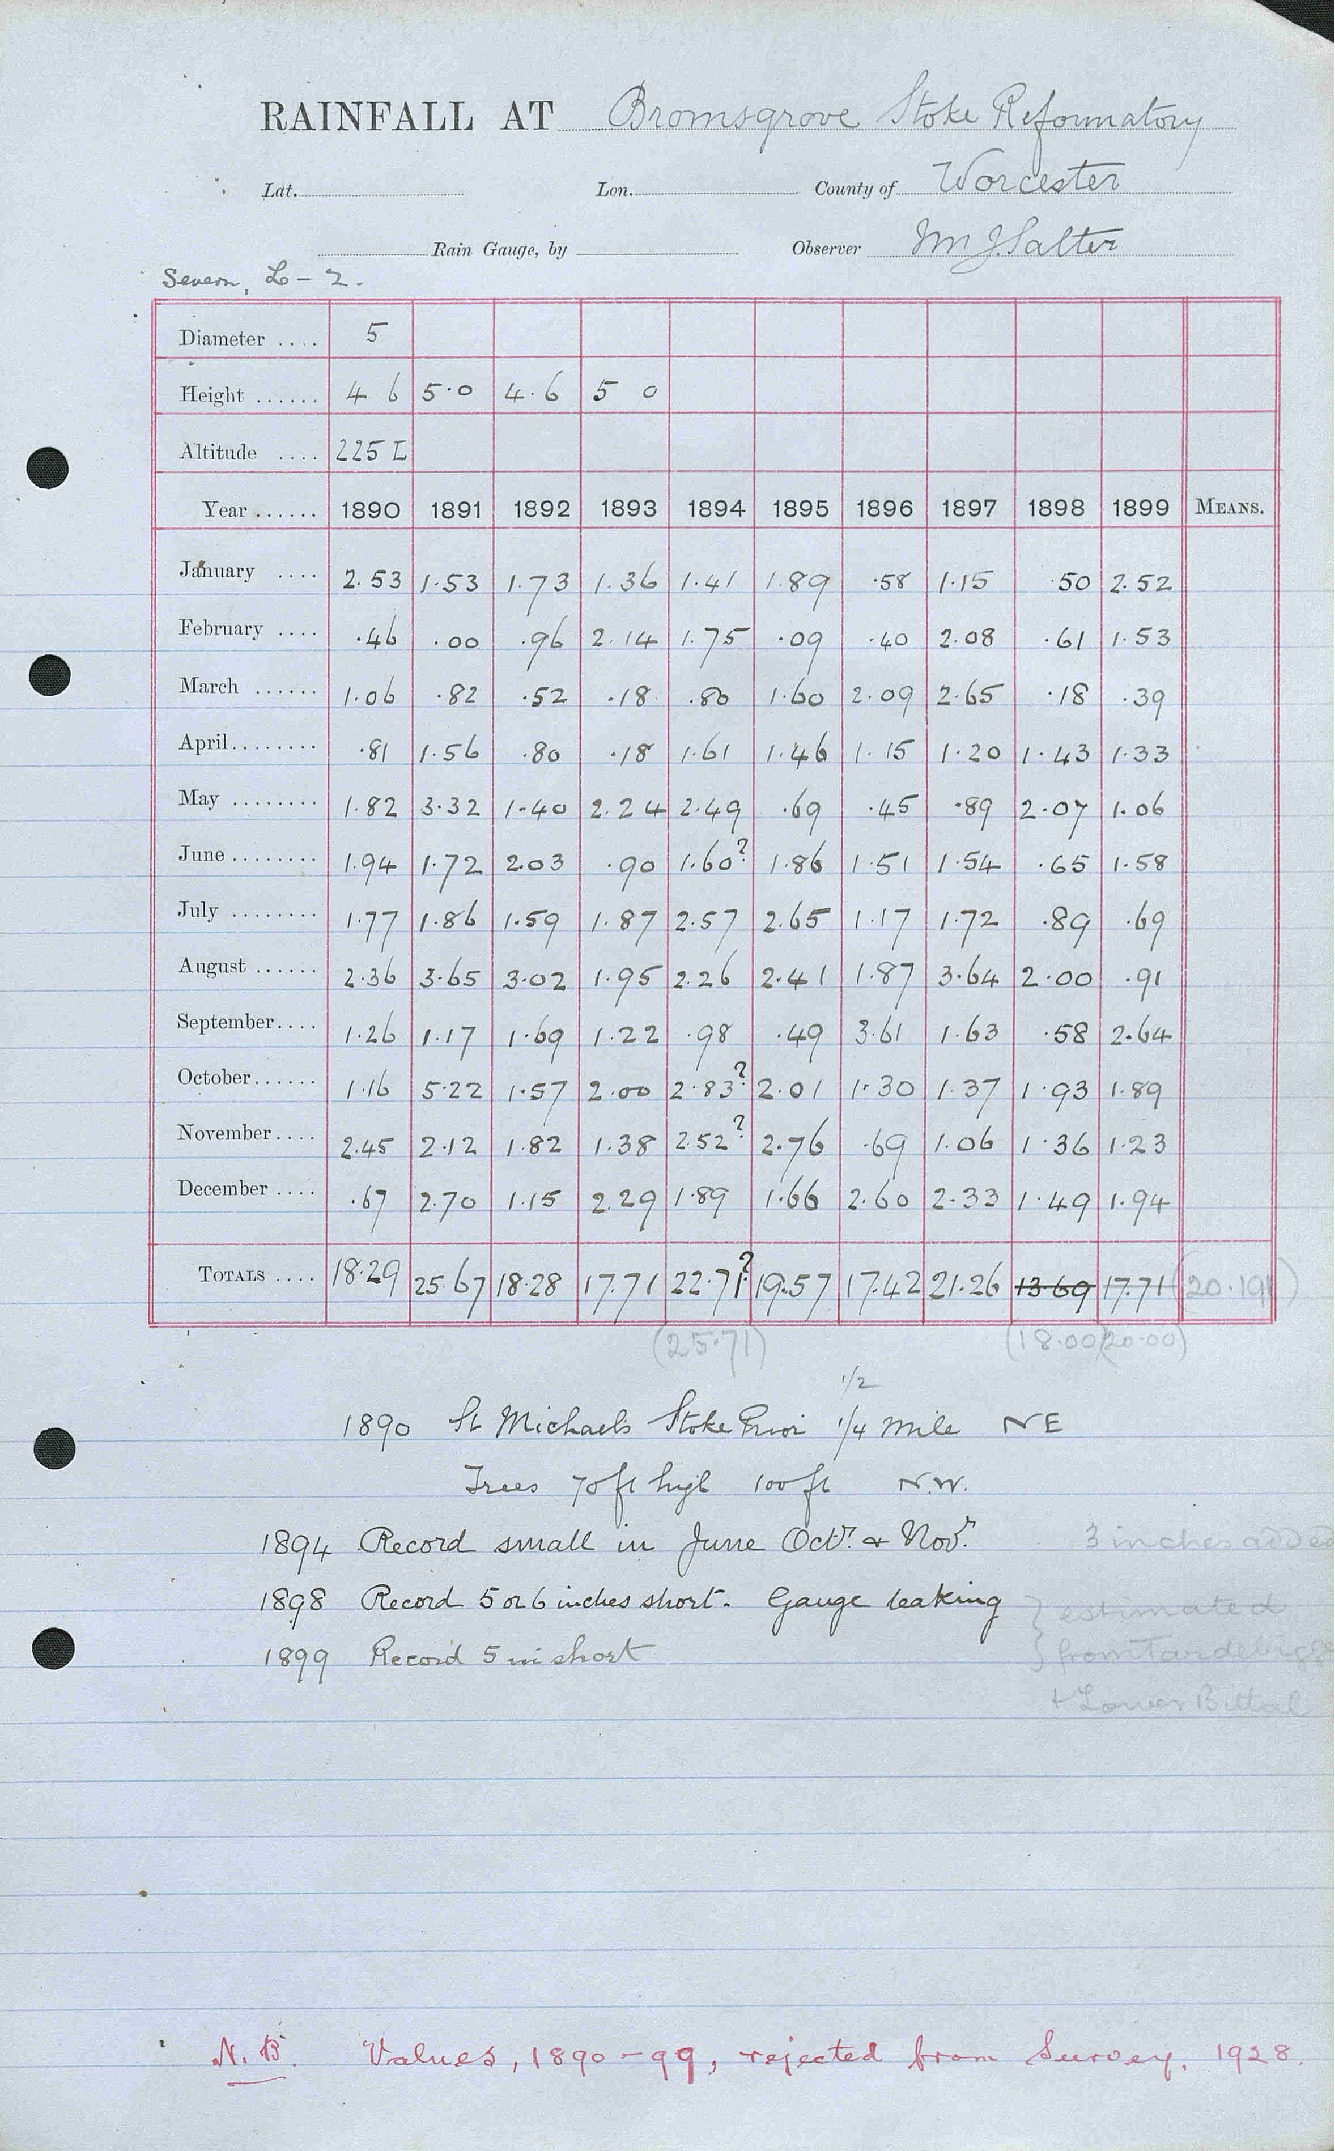 RAINFALL AT Bromsgrove Stoke Reformatory
Lat. Lon. County of Worcester
Rain Gauge, by Observer Wm J. Salter
Severn, L - 2.
Diameter .... 5
Height ...... 4 6 5·0 4·6 5 0
Altitude .... 225 L
Year ...... 1890 1891 1892 1893 1894 1895 1896 1897 1898 1899 MEANS.
January .... 2.53 1.53 1.73 1.36 1.41 1.89 .58 1.15 .50 2.52
February .... .46 .00 .96 2.14 1.75 .09 .40 2.08 .61 1.53
March ...... 1.06 .82 .52 .18 .80 1.60 2.09 2.65 .18 .39
April ........ .81 1.56 .80 .18 1.61 1.46 1.15 1.20 1.43 1.33
May ........ 1.82 3.32 1.40 2.24 2.49 .69 .45 .89 2.07 1.06
June ........ 1.94 1.72 2.03 .90 1.60? 1.86 1.51 1.54 .65 1.58
July ........ 1.77 1.86 1.59 1.87 2.57 2.65 1.17 1.72 .89 .69
August ...... 2.36 3.65 3.02 1.95 2.26 2.41 1.87 3.64 2.00 .91
September .... 1.26 1.17 1.69 1.22 .98 .49 3.61 1.63 .58 2.64
October ...... 1.16 5.22 1.57 2.00 2.83? 2.01 1.30 1.37 1.93 1.89
November .... 2.45 2.12 1.82 1.38 2.52? 2.76 .69 1.06 1.36 1.23
December .... .67 2.70 1.15 2.29 1.89 1.66 2.60 2.33 1.49 1.94
TOTALS .... 18.29 25.67 18.28 17.71 22.71? 19.57 17.42 21.26 13.69 17.71 (20.191)
(25.71) (18.00) (20.00)
1/2
1890 St Michaels Stoke Prior 1/4 mile NE
Trees 70 ft high 100 ft N.W.
1894 Record small in June Octr. & Novr. 3 inches added
1898 Record 5 or 6 inches short. Gauge leaking } estimated
1899 Record 5 in short } from Tardebigge
+ Lower Bittal
N.B. Values, 1890-99, rejected from Survey, 1928.